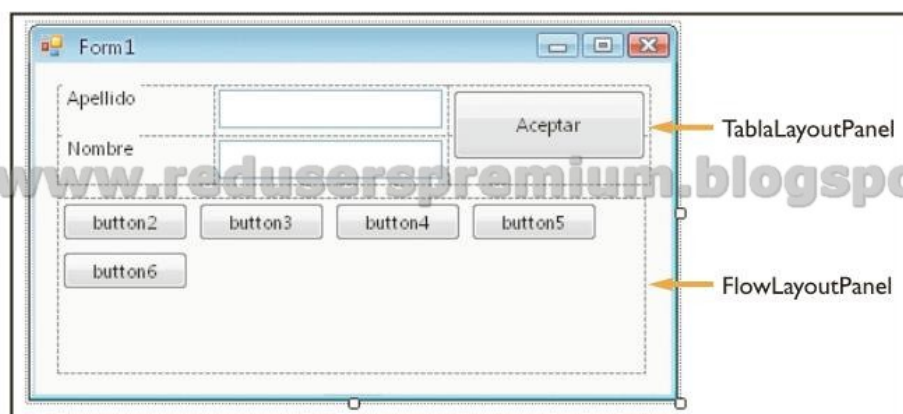 Form1
Apellido
Aceptar
TablaLayoutPanel
Nombre
www.reduserspremium.blogspo
button2 button3 button4 button5
button6
FlowLayoutPanel